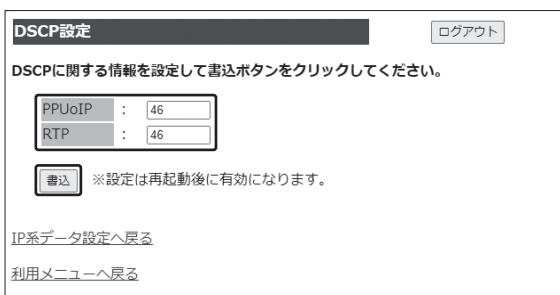 DSCP設定
ログアウト
DSCPに関する情報を設定して書込ボタンをクリックしてください。
PPUoIP : 46
RTP : 46
書込 ※設定は再起動後に有効になります。
IP系データ設定へ戻る
利用メニューへ戻る